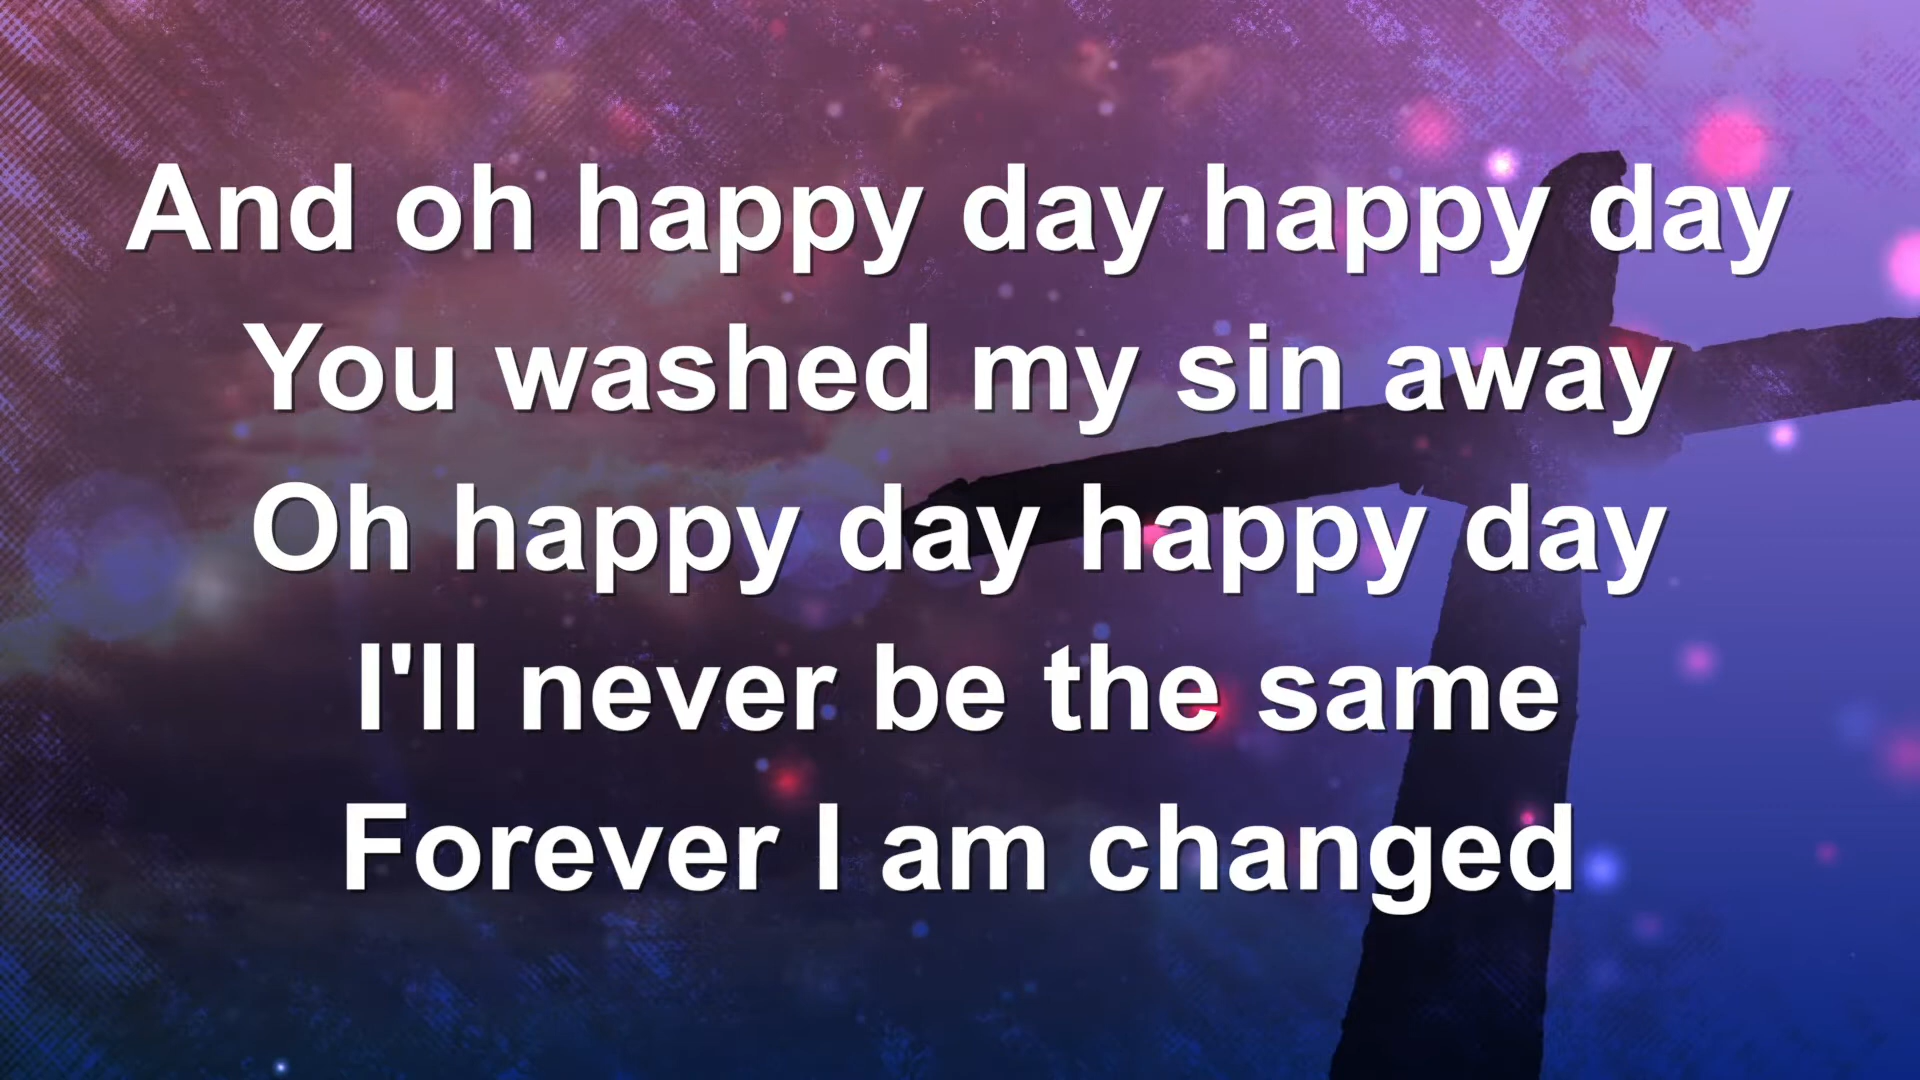 And oh happy day happy day
You washed my sin away
Oh happy day happy day
I'll never be the same
Forever I am changed